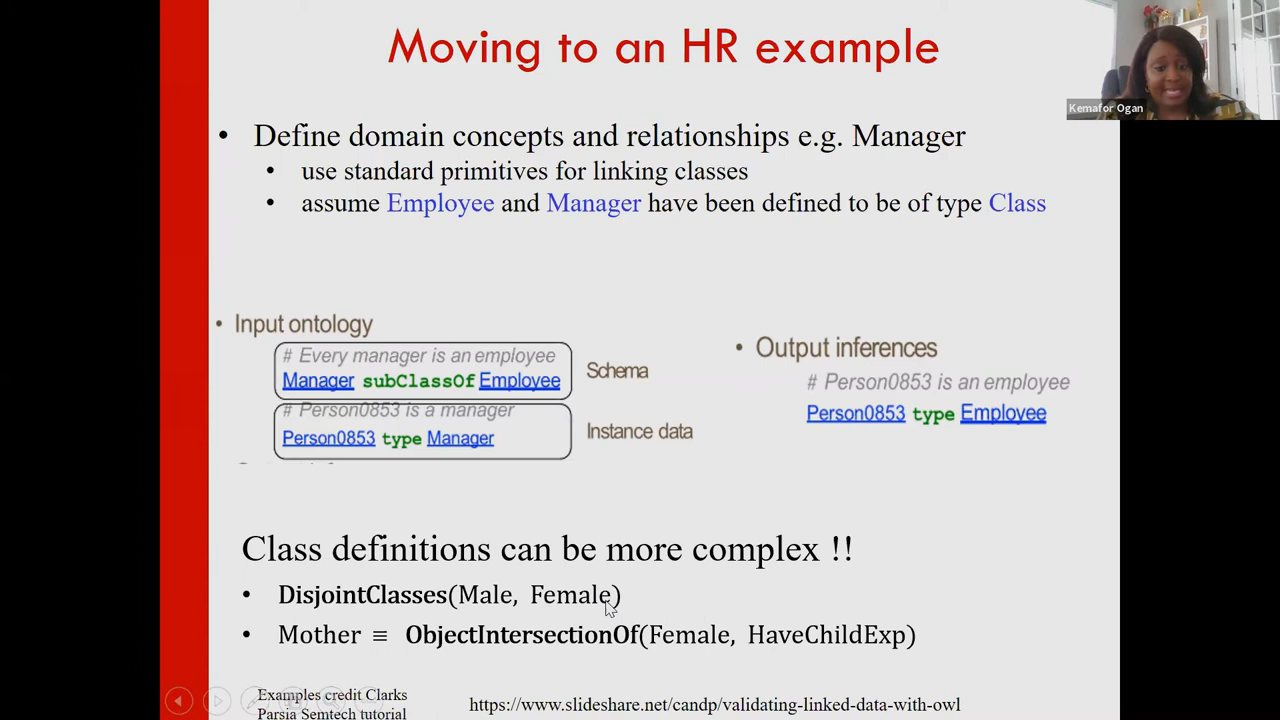 Moving to an HR example
Kemafor Ogan
• Define domain concepts and relationships e.g. Manager
• use standard primitives for linking classes
• assume Employee and Manager have been defined to be of type Class
• Input ontology
# Every manager is an employee
Manager subClassOf Employee
Schema
# Person0853 is a manager
Person0853 type Manager
Instance data
• Output inferences
# Person0853 is an employee
Person0853 type Employee
Class definitions can be more complex !!
• DisjointClasses(Male, Female)
• Mother ≡ ObjectIntersectionOf(Female, HaveChildExp)
Examples credit Clarks
Parsia Semtech tutorial
https://www.slideshare.net/candp/validating-linked-data-with-owl